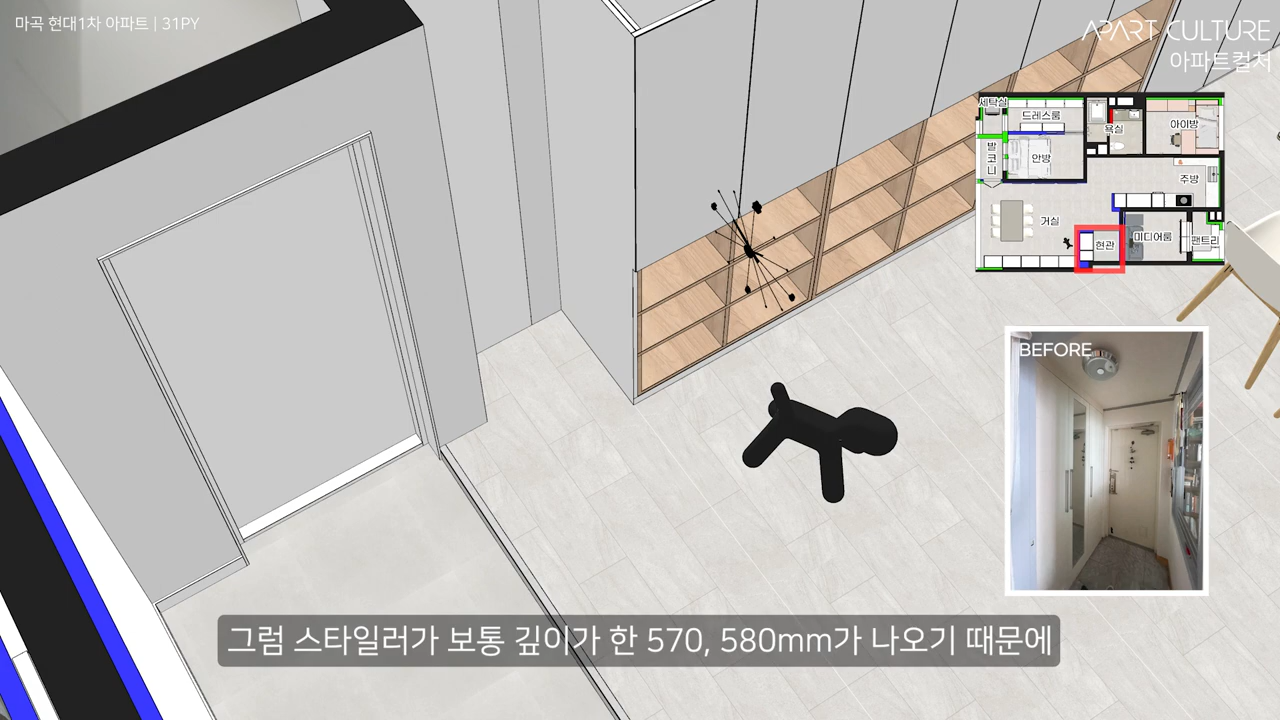 마곡 현대1차 아파트 | 31PY
APART CULTURE
아파트컬처
세탁실
드레스룸
욕실
아이방
발코니
안방
주방
거실
현관
미디어룸
팬트리
BEFORE
그럼 스타일러가 보통 깊이가 한 570, 580mm가 나오기 때문에